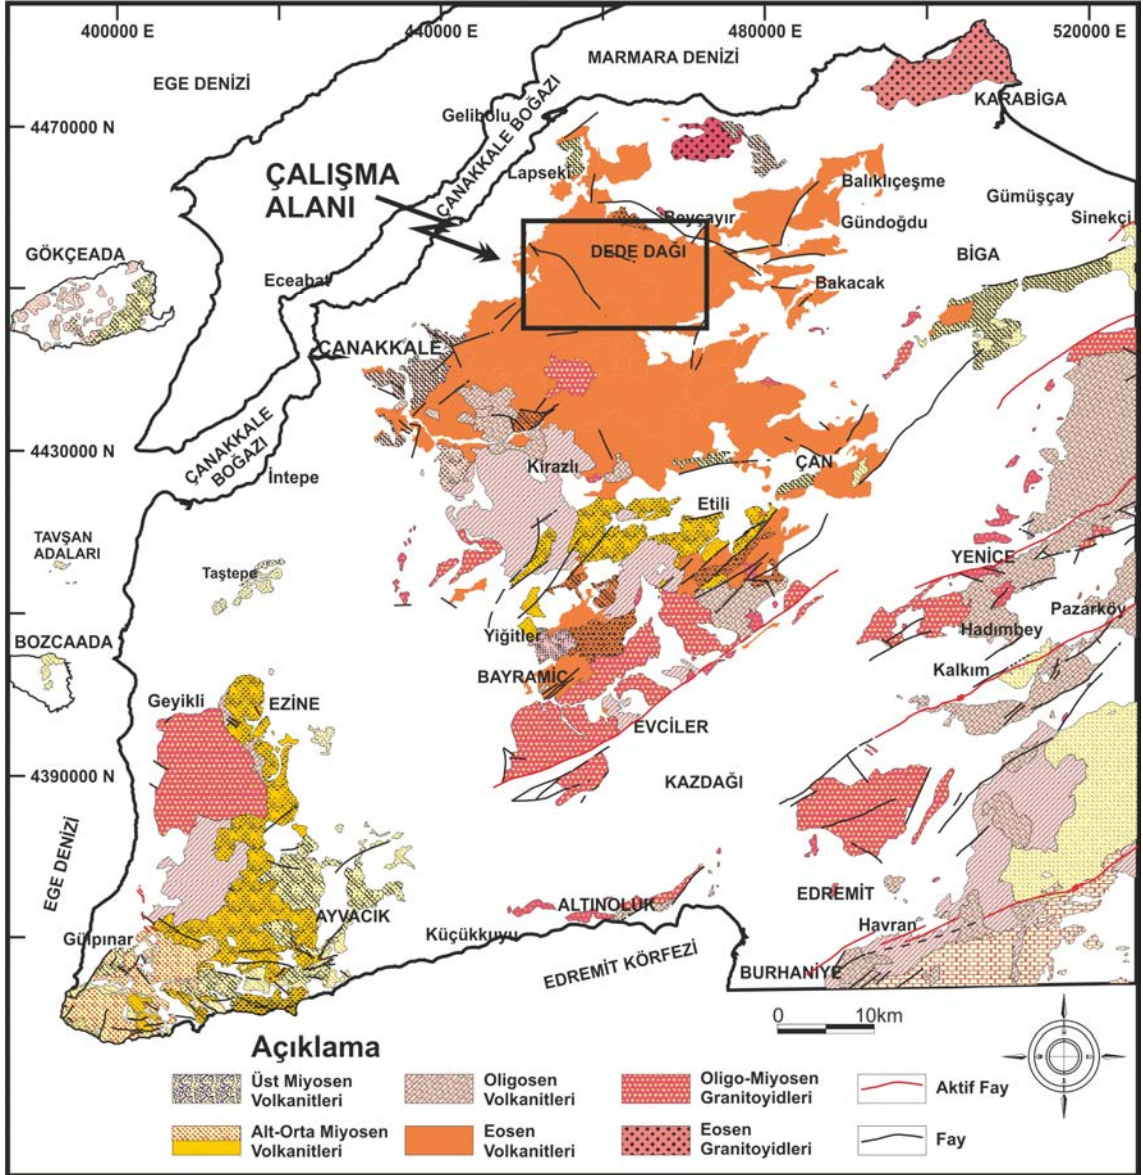 400000 E
440000 E
480000 E
520000 E
MARMARA DENİZİ
EGE DENİZİ
KARABİGA
Gelibolu
4470000 N
ÇANAKKALE BOĞAZI
ÇALIŞMA
ALANI
Lapseki
Balıklıçeşme
Gümüşçay
Beyçayır
Gündoğdu
Sinekçi
GÖKÇEADA
DEDE DAĞI
BİGA
Eceabat
Bakacak
ÇANAKKALE
4430000 N
ÇANAKKALE
BOĞAZI
Kirazlı
ÇAN
İntepe
Etili
TAVŞAN
ADALARI
Taştepe
YENİCE
Pazarköy
BOZCAADA
Yiğitler
Hadımbey
Kalkım
BAYRAMİÇ
Geyikli
EZİNE
EVCİLER
4390000 N
KAZDAĞI
EGE DENİZİ
EDREMİT
ALTINOLUK
AYVACIK
Havran
Gülpınar
Küçükkuyu
EDREMİT KÖRFEZİ
BURHANİYE
0
10km
Açıklama
Üst Miyosen
Volkanitleri
Oligosen
Volkanitleri
Oligo-Miyosen
Granitoyidleri
Aktif Fay
Alt-Orta Miyosen
Volkanitleri
Eosen
Volkanitleri
Eosen
Granitoyidleri
Fay